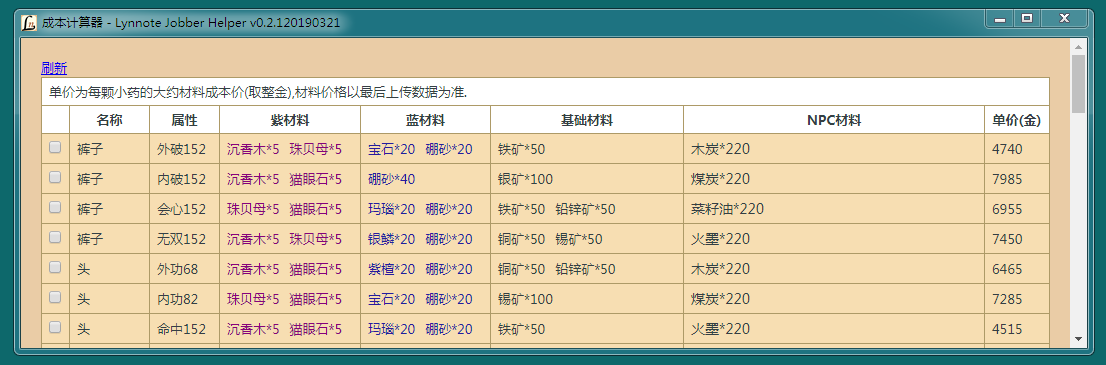 成本计算器 - Lynnote Jobber Helper v0.2.120190321
刷新
单价为每颗小药的大约材料成本价(取整金),材料价格以最后上传数据为准.
名称 属性 紫材料 蓝材料 基础材料 NPC材料 单价(金)
裤子 外破152 沉香木*5 珠贝母*5 宝石*20 硼砂*20 铁矿*50 木炭*220 4740
裤子 内破152 沉香木*5 猫眼石*5 硼砂*40 银矿*100 煤炭*220 7985
裤子 会心152 珠贝母*5 猫眼石*5 玛瑙*20 硼砂*20 铁矿*50 铅锌矿*50 菜籽油*220 6955
裤子 无双152 沉香木*5 珠贝母*5 银鳞*20 硼砂*20 铜矿*50 锡矿*50 火墨*220 7450
头 外功68 沉香木*5 猫眼石*5 紫檀*20 硼砂*20 铜矿*50 铅锌矿*50 木炭*220 6465
头 内功82 珠贝母*5 猫眼石*5 宝石*20 硼砂*20 锡矿*100 煤炭*220 7285
头 命中152 沉香木*5 猫眼石*5 玛瑙*20 硼砂*20 铁矿*50 火墨*220 4515